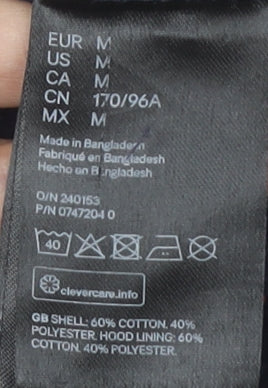 EUR M
US M
CA M
CN 170/96A
MX M
Made in Bangladesh
Fabriqué en Bangladesh
Hecho en Bangladesh
O/N 240153
P/N 0747204 0
40
clevercare.info
GB SHELL: 60% COTTON. 40%
POLYESTER. HOOD LINING: 60%
COTTON. 40% POLYESTER.